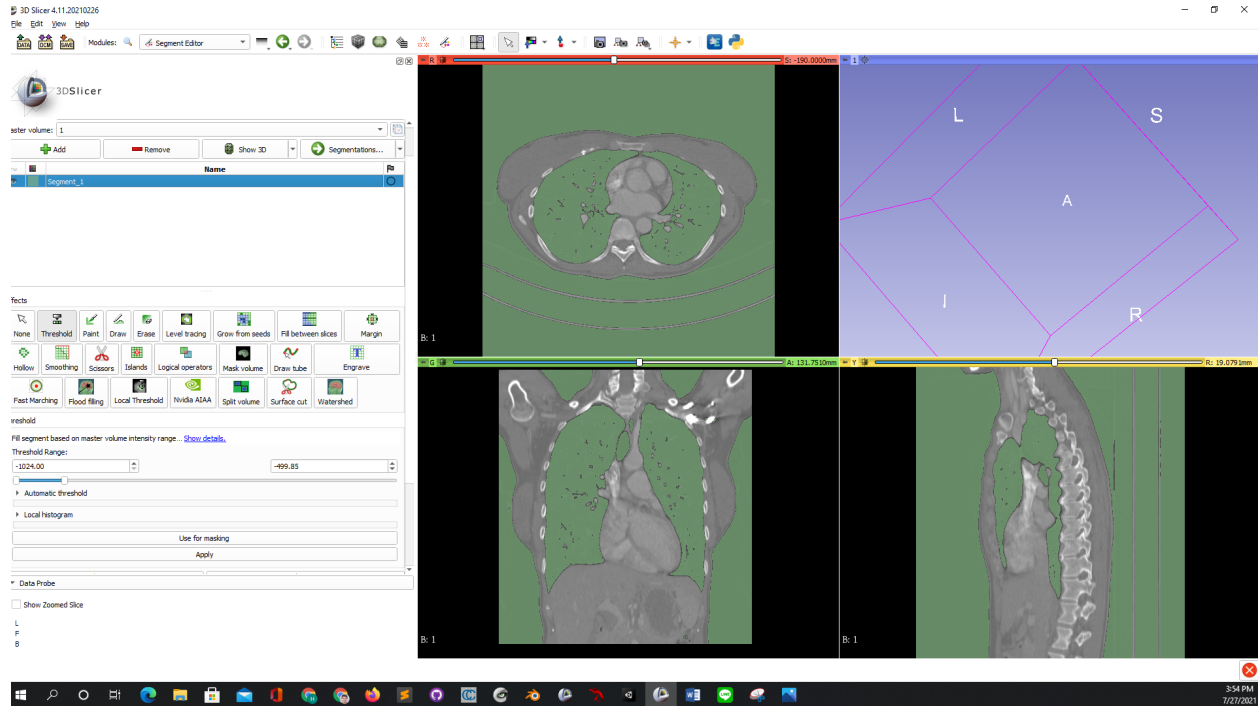 3D Slicer 4.11.20210226
File Edit View Help
DATA DCM SAVE Modules: Segment Editor
3DSlicer
aster volume: 1
Add Remove Show 3D Segmentations...
Name
Segment_1
ffects
None Threshold Paint Draw Erase Level tracing Grow from seeds Fill between slices Margin
Hollow Smoothing Scissors Islands Logical operators Mask volume Draw tube Engrave
Fast Marching Flood filling Local Threshold Nvidia AIAA Split volume Surface cut Watershed
hreshold
Fill segment based on master volume intensity range... Show details.
Threshold Range:
-1024.00 -499.85
Automatic threshold
Local histogram
Use for masking
Apply
Data Probe
Show Zoomed Slice
L
F
B
R S: -190.0000mm
B: 1
1
L
S
A
I
R
G A: 131.7510mm
B: 1
Y R: 19.0791mm
B: 1
3:54 PM
7/27/2021